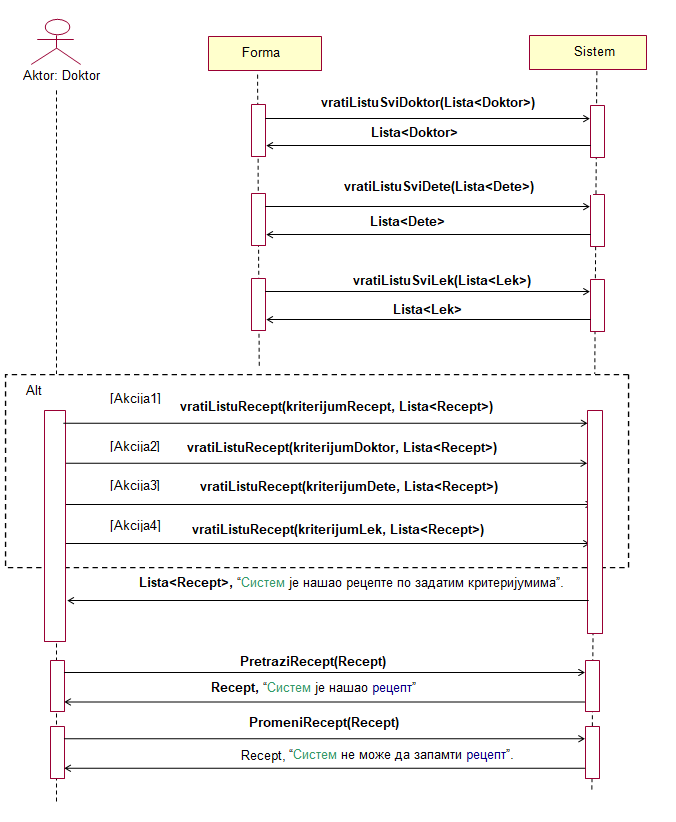 Forma
Sistem
Aktor: Doktor
vratiListuSviDoktor(Lista<Doktor>)
Lista<Doktor>
vratiListuSviDete(Lista<Dete>)
Lista<Dete>
vratiListuSviLek(Lista<Lek>)
Lista<Lek>
Alt
[Akcija1]
vratiListuRecept(kriterijumRecept, Lista<Recept>)
[Akcija2]
vratiListuRecept(kriterijumDoktor, Lista<Recept>)
[Akcija3]
vratiListuRecept(kriterijumDete, Lista<Recept>)
[Akcija4]
vratiListuRecept(kriterijumLek, Lista<Recept>)
Lista<Recept>, “Систем је нашао рецепте по задатим критеријумима”.
PretraziRecept(Recept)
Recept, “Систем је нашао рецепт”
PromeniRecept(Recept)
Recept, “Систем не може да запамти рецепт”.